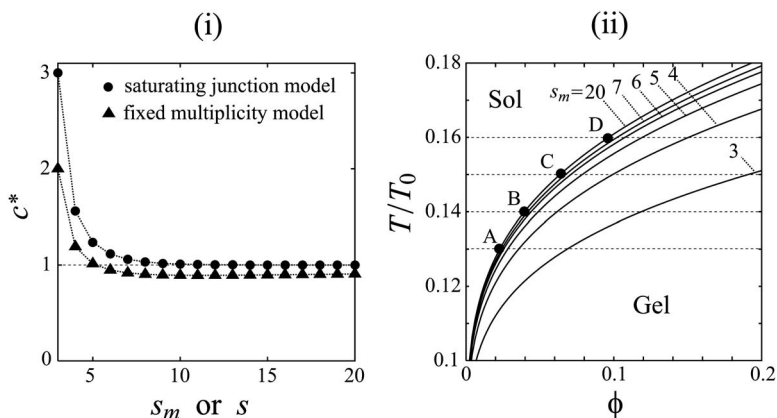 (i)
3
2
1
0
5
10
15
20
c*
s_m or s
saturating junction model
fixed multiplicity model
(ii)
0.18
0.16
0.14
0.12
0.1
0
0.1
0.2
T/T_0
ϕ
Sol
Gel
s_m=20
7
6
5
4
3
D
C
B
A